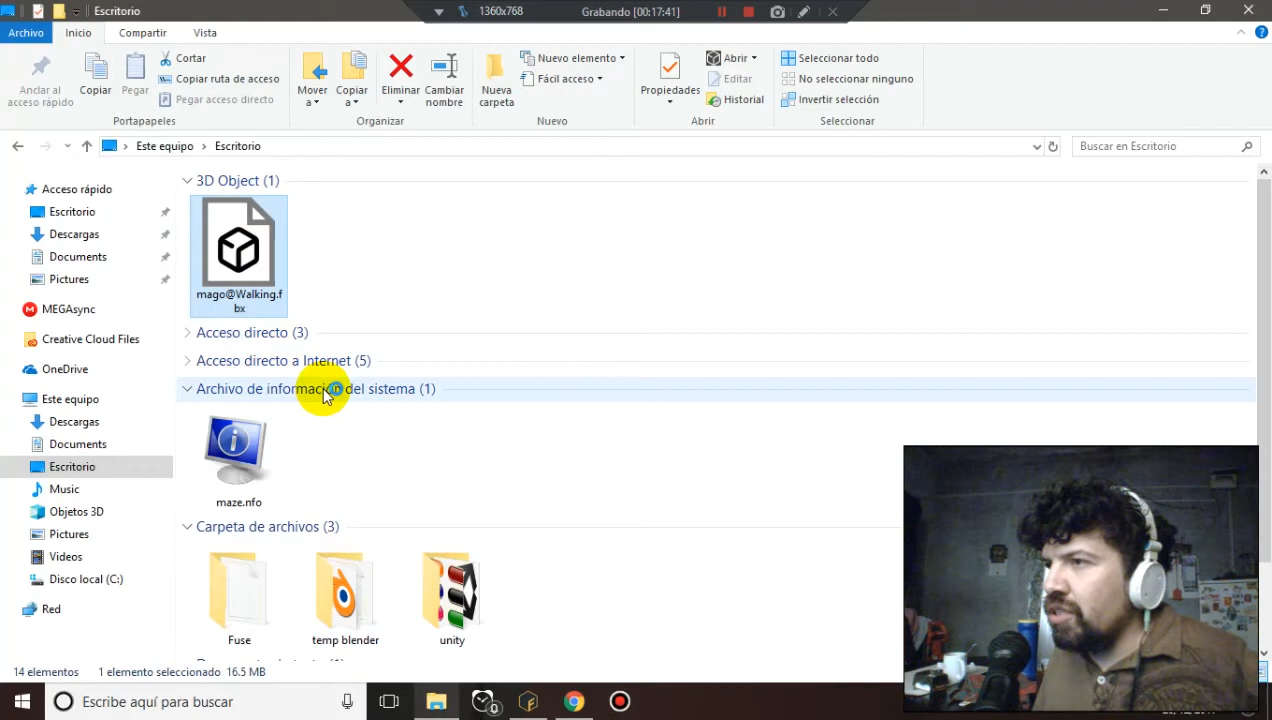 Escritorio
1360x768
Grabando [00:17:41]
Archivo
Inicio
Compartir
Vista
Anclar al acceso rápido
Copiar
Pegar
Cortar
Copiar ruta de acceso
Pegar acceso directo
Portapapeles
Mover a
Copiar a
Eliminar
Cambiar nombre
Organizar
Nueva carpeta
Nuevo elemento
Fácil acceso
Nuevo
Propiedades
Abrir
Editar
Historial
Abrir
Seleccionar todo
No seleccionar ninguno
Invertir selección
Seleccionar
Este equipo
Escritorio
Buscar en Escritorio
Acceso rápido
Escritorio
Descargas
Documents
Pictures
MEGAsync
Creative Cloud Files
OneDrive
Este equipo
Descargas
Documents
Escritorio
Music
Objetos 3D
Pictures
Videos
Disco local (C:)
Red
3D Object (1)
mago@Walking.f
bx
Acceso directo (3)
Acceso directo a Internet (5)
Archivo de información del sistema (1)
maze.nfo
Carpeta de archivos (3)
Fuse
temp blender
unity
14 elementos
1 elemento seleccionado 16.5 MB
Escribe aquí para buscar